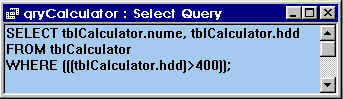 qryCalculator : Select Query
SELECT tblCalculator.nume, tblCalculator.hdd
FROM tblCalculator
WHERE (((tblCalculator.hdd)>400));